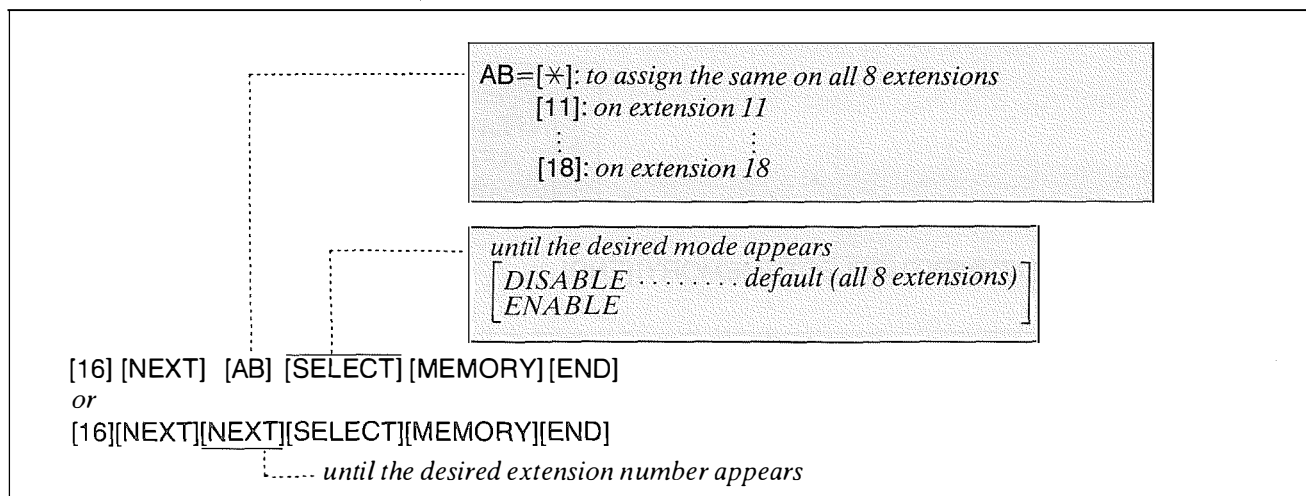 AB=[✳]: to assign the same on all 8 extensions
[11]: on extension 11
⋮ ⋮
[18]: on extension 18
until the desired mode appears
[DISABLE ........ default (all 8 extensions)
ENABLE]
[16] [NEXT] [AB] [SELECT] [MEMORY] [END]
or
[16][NEXT][NEXT][SELECT][MEMORY][END]
until the desired extension number appears